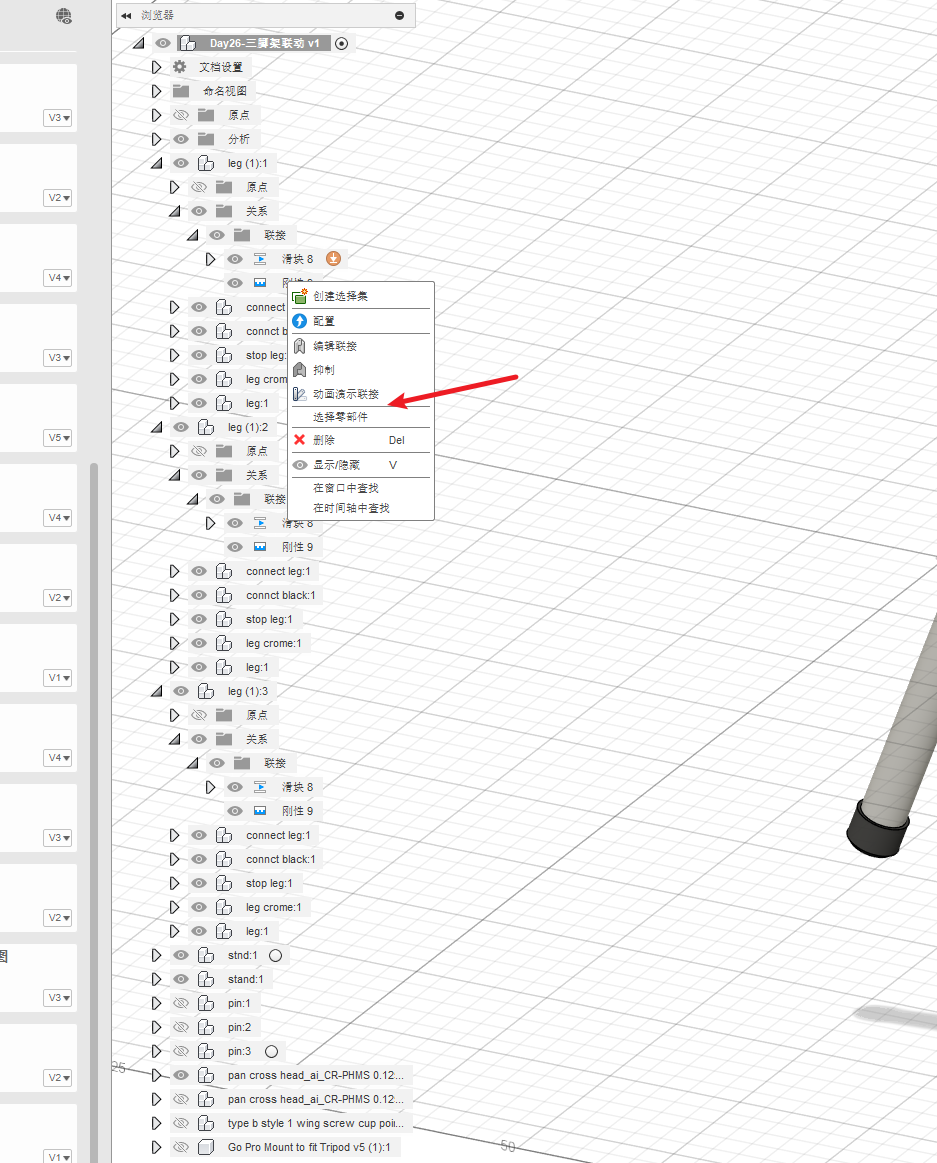 浏览器
Day26-三脚架联动 v1
文档设置
命名视图
V3
原点
分析
leg (1):1
原点
V2
关系
联接
滑块 8
V4
刚性
创建选择集
connect
配置
connct b
编辑联接
V3
stop leg:
抑制
leg crom
动画演示联接
leg:1
选择零部件
leg (1):2
V5
删除 Del
原点
显示/隐藏 V
关系
在窗口中查找
联接
在时间轴中查找
V4
滑块 8
刚性 9
connect leg:1
connct black:1
V2
stop leg:1
leg crome:1
leg:1
V1
leg (1):3
原点
关系
V4
联接
滑块 8
刚性 9
connect leg:1
V3
connct black:1
stop leg:1
leg crome:1
V2
leg:1
图
stnd:1
stand:1
V3
pin:1
pin:2
pin:3
25
pan cross head_ai_CR-PHMS 0.12...
V2
pan cross head_ai_CR-PHMS 0.12...
type b style 1 wing screw cup poi...
Go Pro Mount to fit Tripod v5 (1):1
50
V1